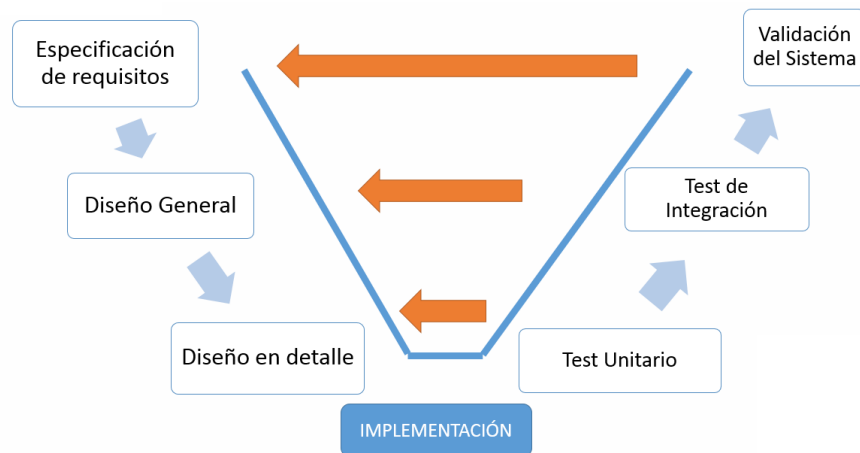 Especificación
de requisitos
Validación
del Sistema
Diseño General
Test de
Integración
Diseño en detalle
Test Unitario
IMPLEMENTACIÓN